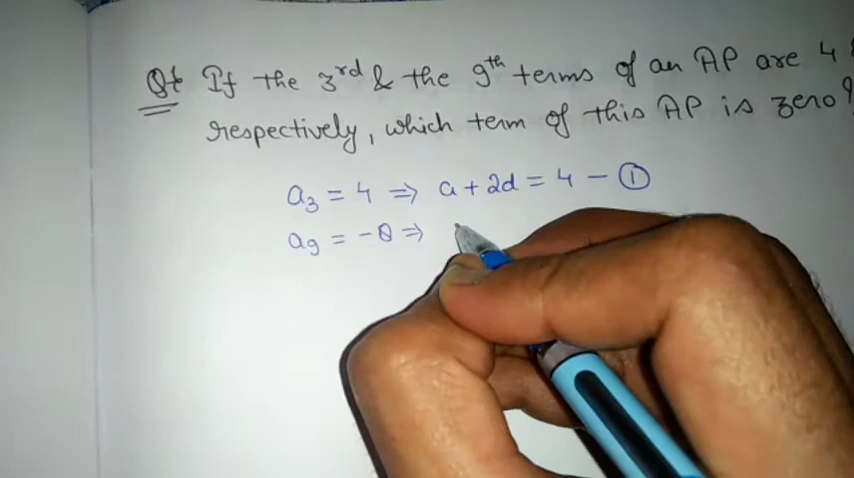 Q+ If the 3rd & the 9th terms of an AP are 4 &
respectively, which term of this AP is zero?
a3 = 4 ⇒ a + 2d = 4 - ①
a9 = -8 ⇒